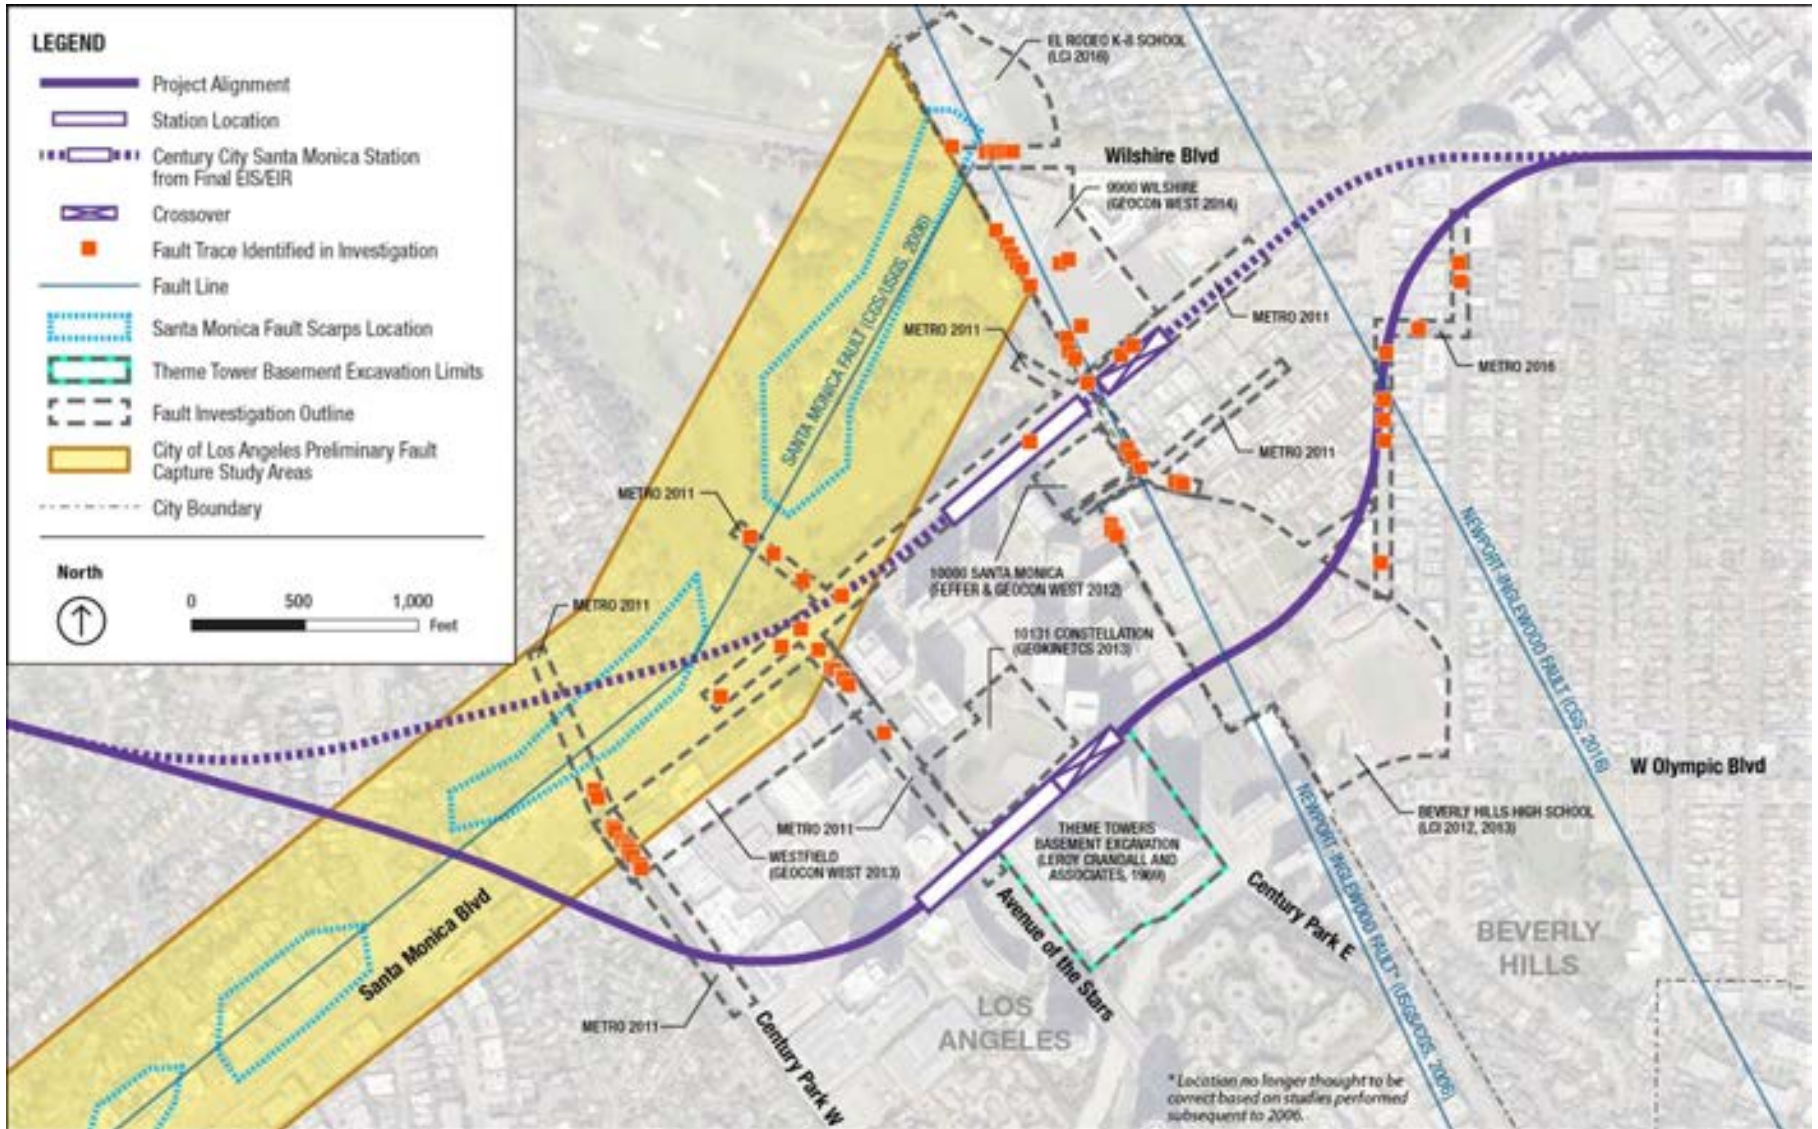 LEGEND
Project Alignment
Station Location
Century City Santa Monica Station
from Final EIS/EIR
Crossover
Fault Trace Identified in Investigation
Fault Line
Santa Monica Fault Scarps Location
Theme Tower Basement Excavation Limits
Fault Investigation Outline
City of Los Angeles Preliminary Fault
Capture Study Areas
City Boundary
North
0 500 1,000
Feet
EL RODEO K-8 SCHOOL
(LCI 2016)
Wilshire Blvd
9900 WILSHIRE
(GEOCON WEST 2014)
SANTA MONICA FAULT (CGS/USGS, 2006)
METRO 2011
METRO 2011
METRO 2016
METRO 2011
METRO 2011
NEWPORT-INGLEWOOD FAULT (CGS, 2016)
10000 SANTA MONICA
(FEFFER & GEOCON WEST 2012)
METRO 2011
10131 CONSTELLATION
(GEOKINETCS 2013)
W Olympic Blvd
BEVERLY HILLS HIGH SCHOOL
(LCI 2012, 2013)
METRO 2011
THEME TOWERS
BASEMENT EXCAVATION
(LEROY CRANDALL AND
ASSOCIATES, 1969)
WESTFIELD
(GEOCON WEST 2013)
NEWPORT-INGLEWOOD FAULT* (USGS/CGS, 2006)
Santa Monica Blvd
Avenue of the Stars
Century Park E
BEVERLY
HILLS
LOS
ANGELES
METRO 2011
Century Park W
* Location no longer thought to be
correct based on studies performed
subsequent to 2006.